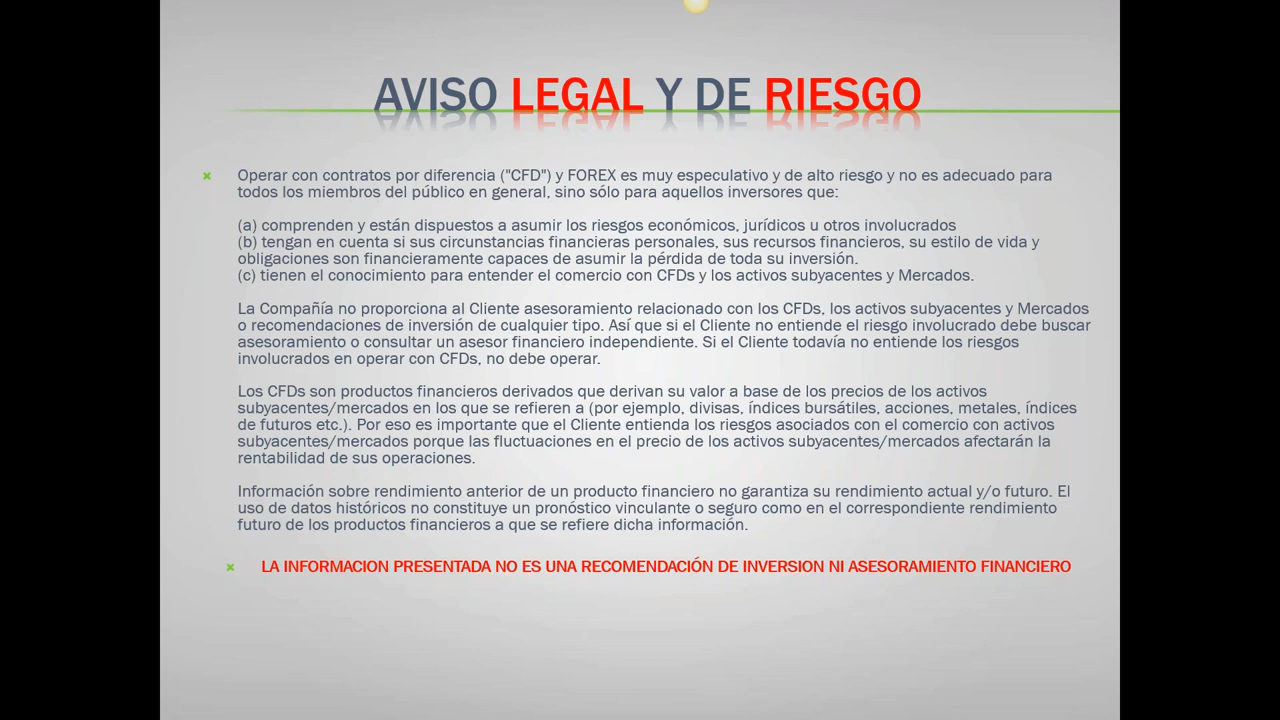 AVISO LEGAL Y DE RIESGO
Operar con contratos por diferencia ("CFD") y FOREX es muy especulativo y de alto riesgo y no es adecuado para
todos los miembros del público en general, sino sólo para aquellos inversores que:
(a) comprenden y están dispuestos a asumir los riesgos económicos, jurídicos u otros involucrados
(b) tengan en cuenta si sus circunstancias financieras personales, sus recursos financieros, su estilo de vida y
obligaciones son financieramente capaces de asumir la pérdida de toda su inversión.
(c) tienen el conocimiento para entender el comercio con CFDs y los activos subyacentes y Mercados.
La Compañía no proporciona al Cliente asesoramiento relacionado con los CFDs, los activos subyacentes y Mercados
o recomendaciones de inversión de cualquier tipo. Así que si el Cliente no entiende el riesgo involucrado debe buscar
asesoramiento o consultar un asesor financiero independiente. Si el Cliente todavía no entiende los riesgos
involucrados en operar con CFDs, no debe operar.
Los CFDs son productos financieros derivados que derivan su valor a base de los precios de los activos
subyacentes/mercados en los que se refieren a (por ejemplo, divisas, índices bursátiles, acciones, metales, índices
de futuros etc.). Por eso es importante que el Cliente entienda los riesgos asociados con el comercio con activos
subyacentes/mercados porque las fluctuaciones en el precio de los activos subyacentes/mercados afectarán la
rentabilidad de sus operaciones.
Información sobre rendimiento anterior de un producto financiero no garantiza su rendimiento actual y/o futuro. El
uso de datos históricos no constituye un pronóstico vinculante o seguro como en el correspondiente rendimiento
futuro de los productos financieros a que se refiere dicha información.
LA INFORMACION PRESENTADA NO ES UNA RECOMENDACIÓN DE INVERSION NI ASESORAMIENTO FINANCIERO